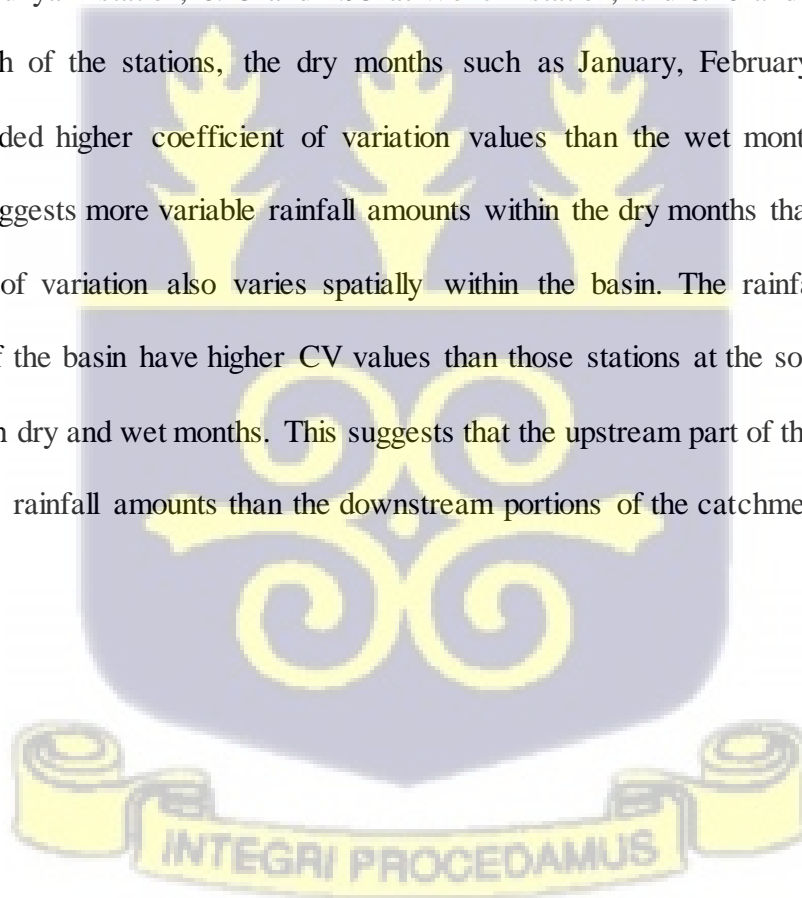 h of the stations, the dry months such as January, February
ded higher coefficient of variation values than the wet mont
ggests more variable rainfall amounts within the dry months tha
of variation also varies spatially within the basin. The rainfa
f the basin have higher CV values than those stations at the so
n dry and wet months. This suggests that the upstream part of th
rainfall amounts than the downstream portions of the catchme
INTEGRI PROCEDAMUS